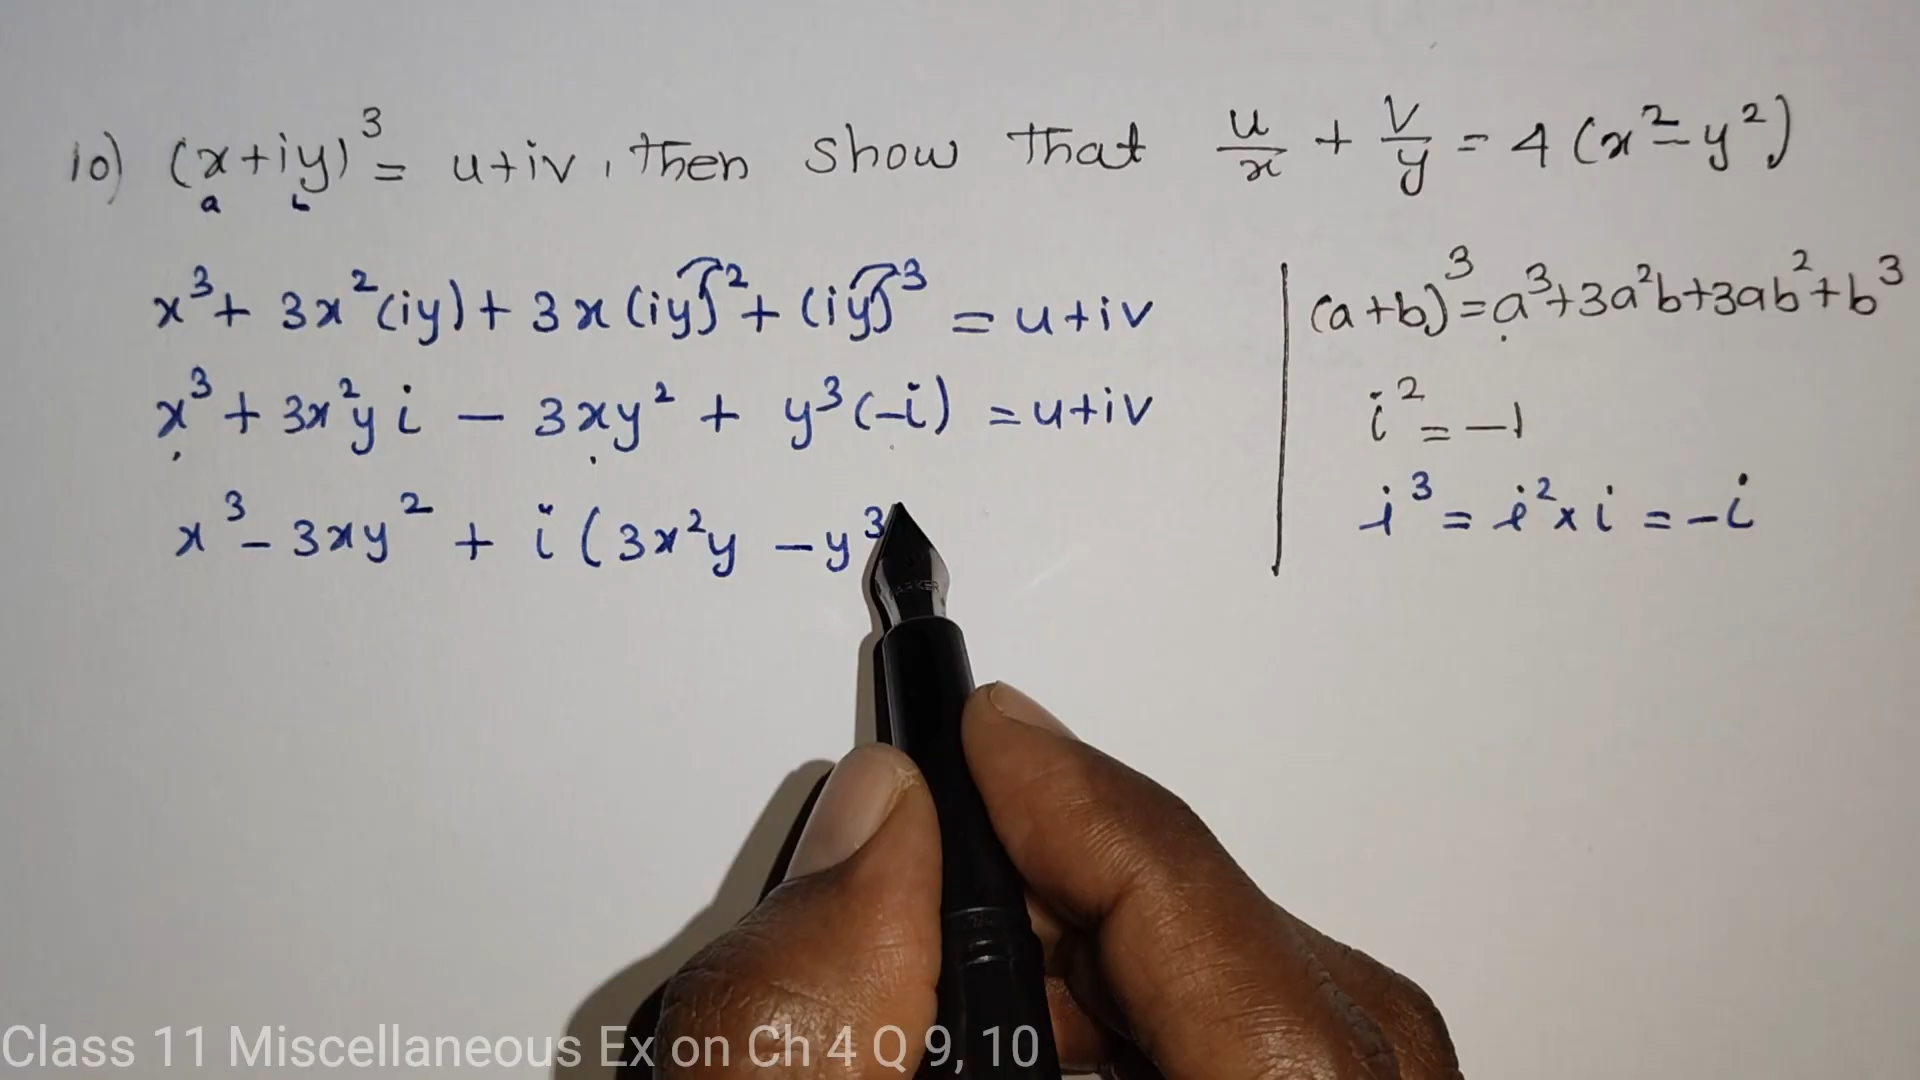 10) (x+iy)³ = u+iv, then show that u/x + v/y = 4(x²-y²)
a b
x³ + 3x²(iy) + 3x(iy)² + (iy)³ = u+iv
x³ + 3x²yi - 3xy² + y³(-i) = u+iv
x³ - 3xy² + i(3x²y - y³
(a+b)³ = a³+3a²b+3ab²+b³
i² = -1
i³ = i² x i = -i
PARKER
Class 11 Miscellaneous Ex on Ch 4 Q 9, 10